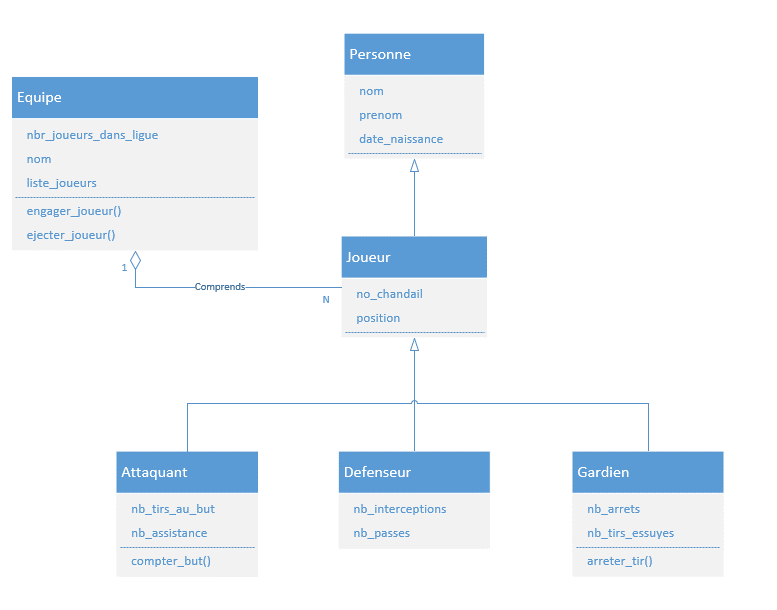 Personne
nom
prenom
date_naissance
Equipe
nbr_joueurs_dans_ligue
nom
liste_joueurs
engager_joueur()
ejecter_joueur()
1
Comprends
N
Joueur
no_chandail
position
Attaquant
nb_tirs_au_but
nb_assistance
compter_but()
Defenseur
nb_interceptions
nb_passes
Gardien
nb_arrets
nb_tirs_essuyes
arreter_tir()